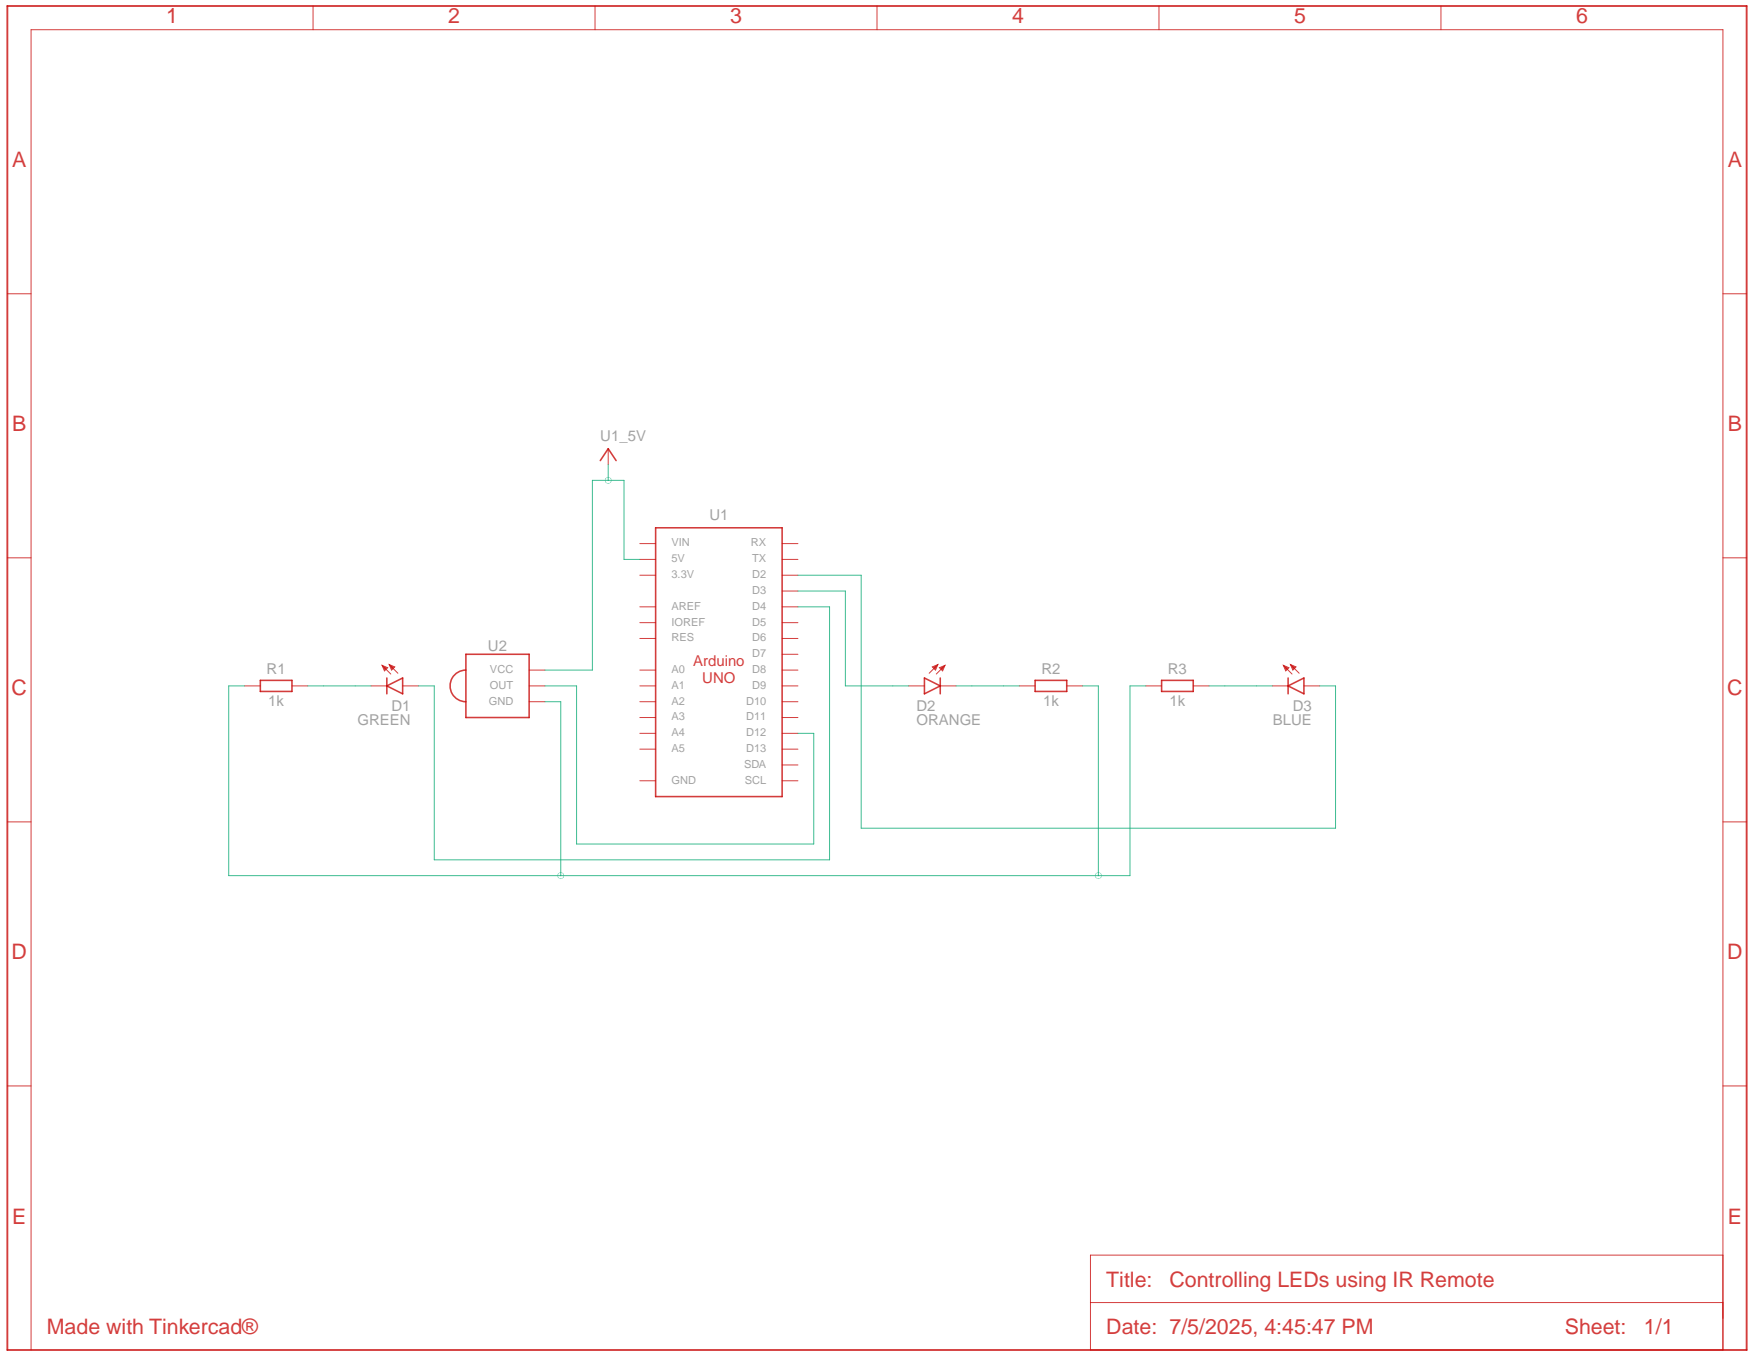 1 2 3 4 5 6
A A
B B
U1_5V
U1
VIN RX
5V TX
3.3V D2
D3
AREF D4
IOREF D5
RES D6
D7
A0 D8
A1 D9
A2 D10
A3 D11
A4 D12
A5 D13
SDA
GND SCL
Arduino
UNO
U2
VCC
OUT
GND
C C
R1
1k
D1
GREEN
D2
ORANGE
R2
1k
R3
1k
D3
BLUE
D D
E E
Title: Controlling LEDs using IR Remote
Made with Tinkercad®
Date: 7/5/2025, 4:45:47 PM Sheet: 1/1